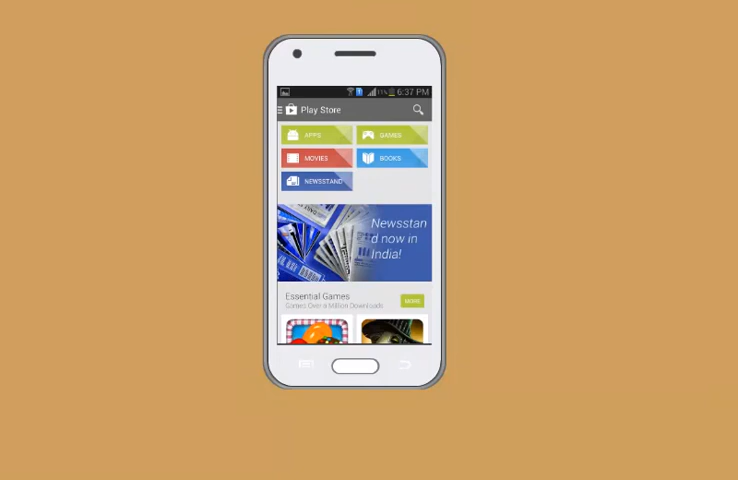 11% 6:37 PM
Play Store
APPS GAMES
MOVIES BOOKS
NEWSSTAND
Newsstan
d now in
India!
Essential Games
Games Over a Million Downloads
MORE